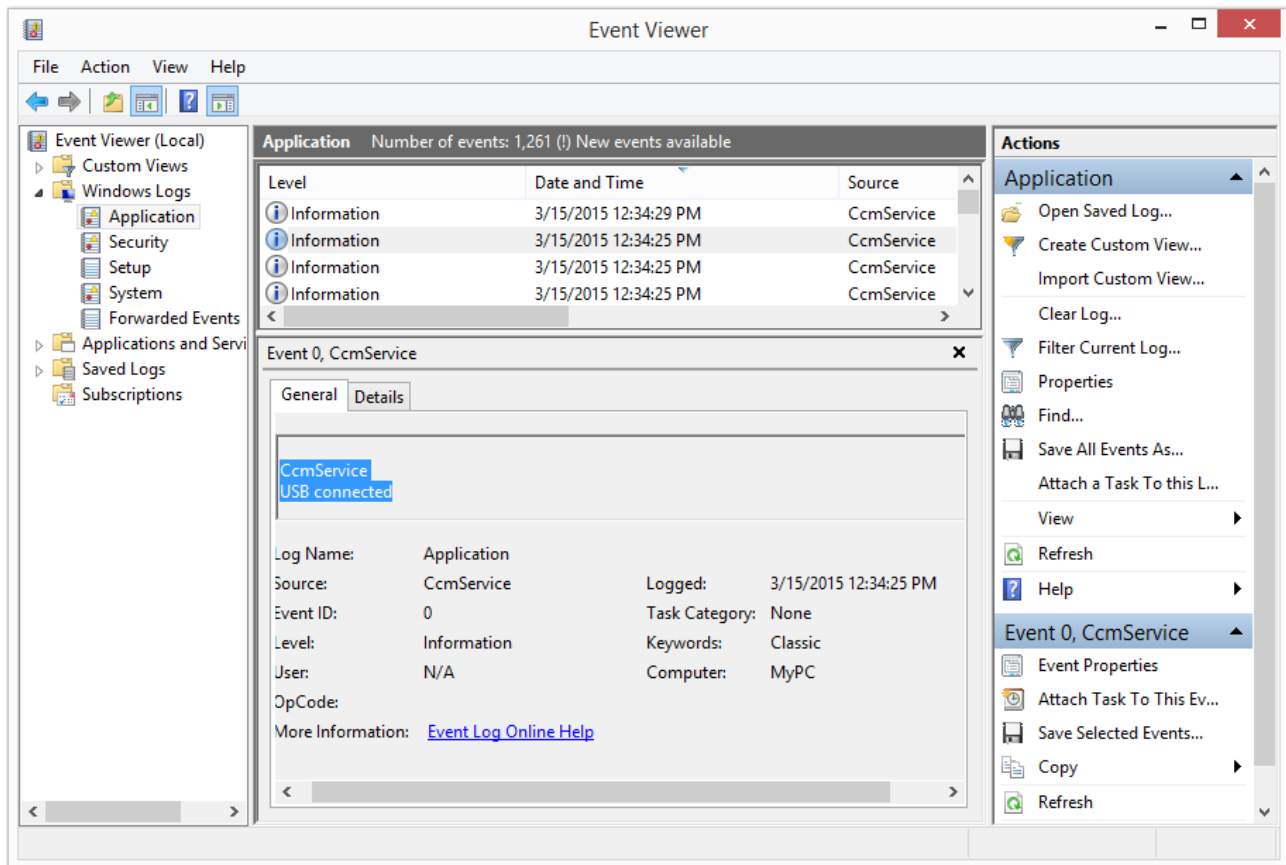 Event Viewer
File Action View Help
Event Viewer (Local)
Custom Views
Windows Logs
Application
Security
Setup
System
Forwarded Events
Applications and Servi
Saved Logs
Subscriptions
Application Number of events: 1,261 (!) New events available
Level Date and Time Source
Information 3/15/2015 12:34:29 PM CcmService
Information 3/15/2015 12:34:25 PM CcmService
Information 3/15/2015 12:34:25 PM CcmService
Information 3/15/2015 12:34:25 PM CcmService
Event 0, CcmService
General Details
CcmService
USB connected
Log Name: Application
Source: CcmService Logged: 3/15/2015 12:34:25 PM
Event ID: 0 Task Category: None
Level: Information Keywords: Classic
User: N/A Computer: MyPC
OpCode:
More Information: Event Log Online Help
Actions
Application
Open Saved Log...
Create Custom View...
Import Custom View...
Clear Log...
Filter Current Log...
Properties
Find...
Save All Events As...
Attach a Task To this L...
View
Refresh
Help
Event 0, CcmService
Event Properties
Attach Task To This Ev...
Save Selected Events...
Copy
Refresh